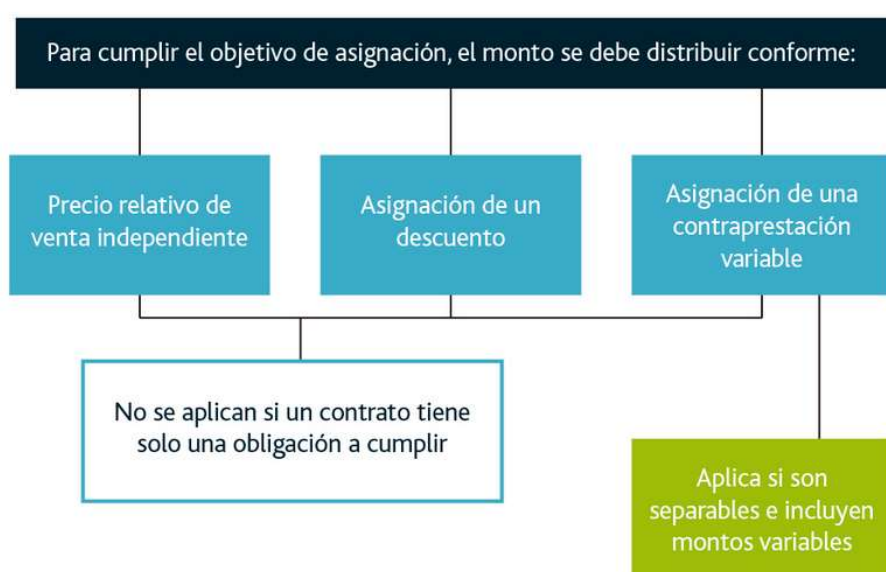 Para cumplir el objetivo de asignación, el monto se debe distribuir conforme:
Precio relativo de
venta independiente
Asignación de un
descuento
Asignación de una
contraprestación
variable
No se aplican si un contrato tiene
solo una obligación a cumplir
Aplica si son
separables e incluyen
montos variables